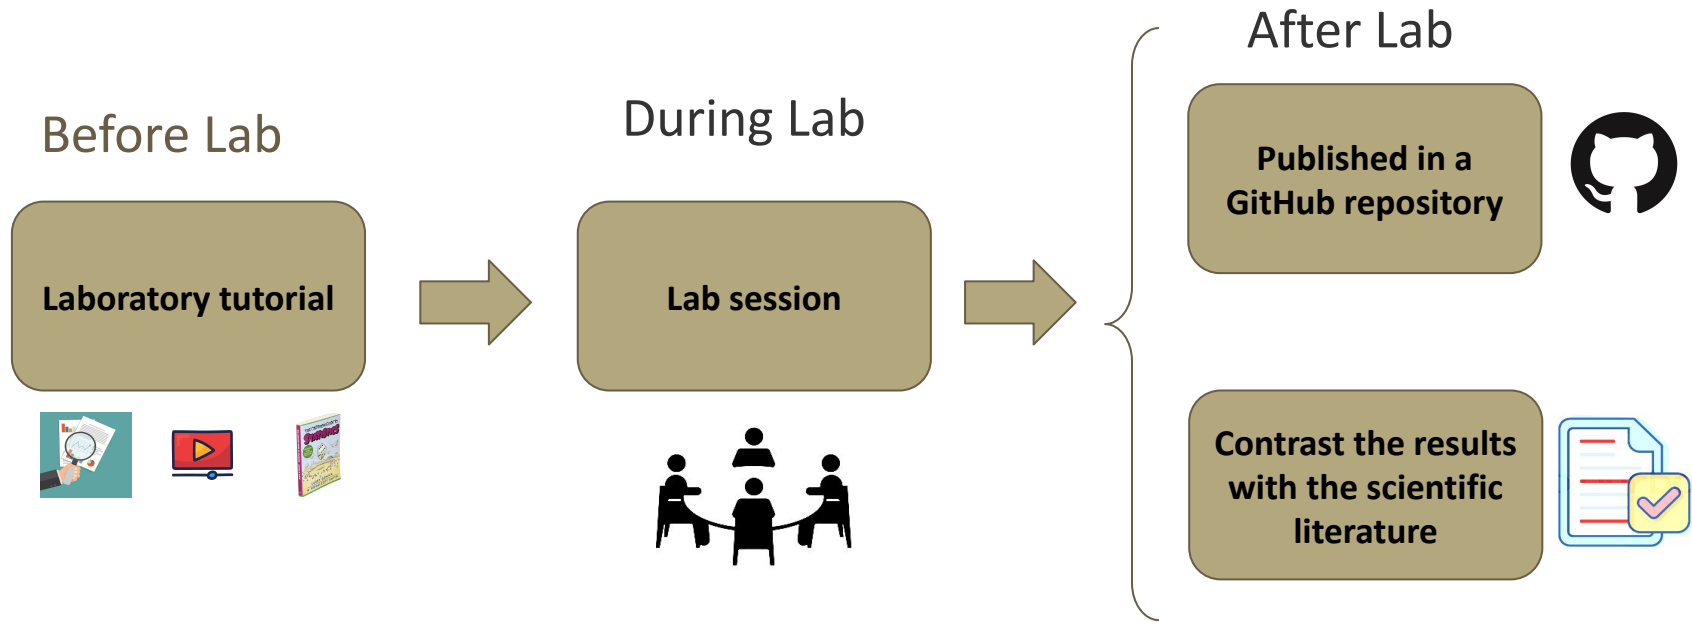 Before Lab
Laboratory tutorial
During Lab
Lab session
After Lab
Published in a
GitHub repository
Contrast the results
with the scientific
literature